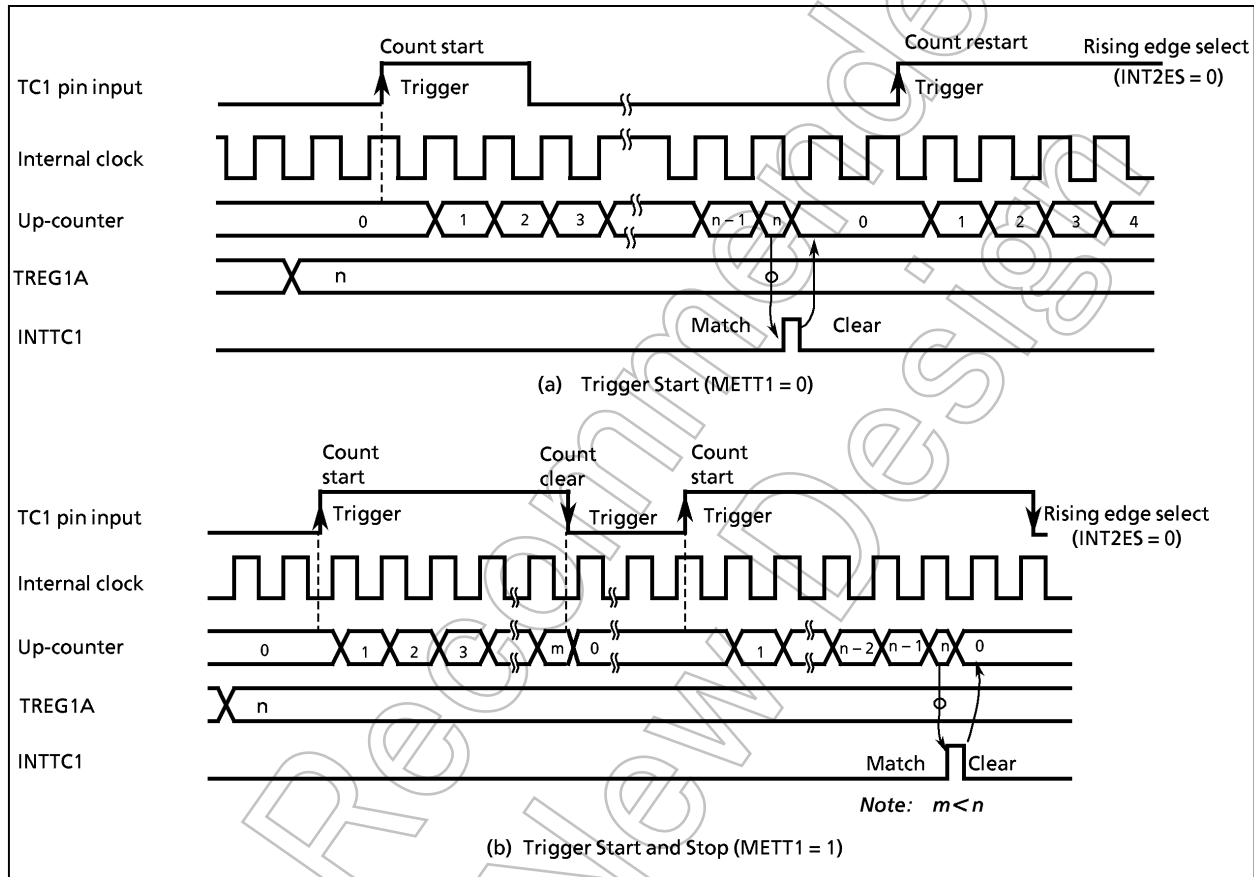 Count start
Count restart
Rising edge select
(INT2ES = 0)
TC1 pin input
Trigger
Trigger
Internal clock
Up-counter
0
1
2
3
n – 1
n
0
1
2
3
4
TREG1A
n
INTTC1
Match
Clear
(a) Trigger Start (METT1 = 0)
Count
start
Count
clear
Count
start
TC1 pin input
Trigger
Trigger
Trigger
Rising edge select
(INT2ES = 0)
Internal clock
Up-counter
0
1
2
3
m
0
1
n – 2
n – 1
n
0
TREG1A
n
INTTC1
Match
Clear
Note: m < n
(b) Trigger Start and Stop (METT1 = 1)
Recommende
New Design